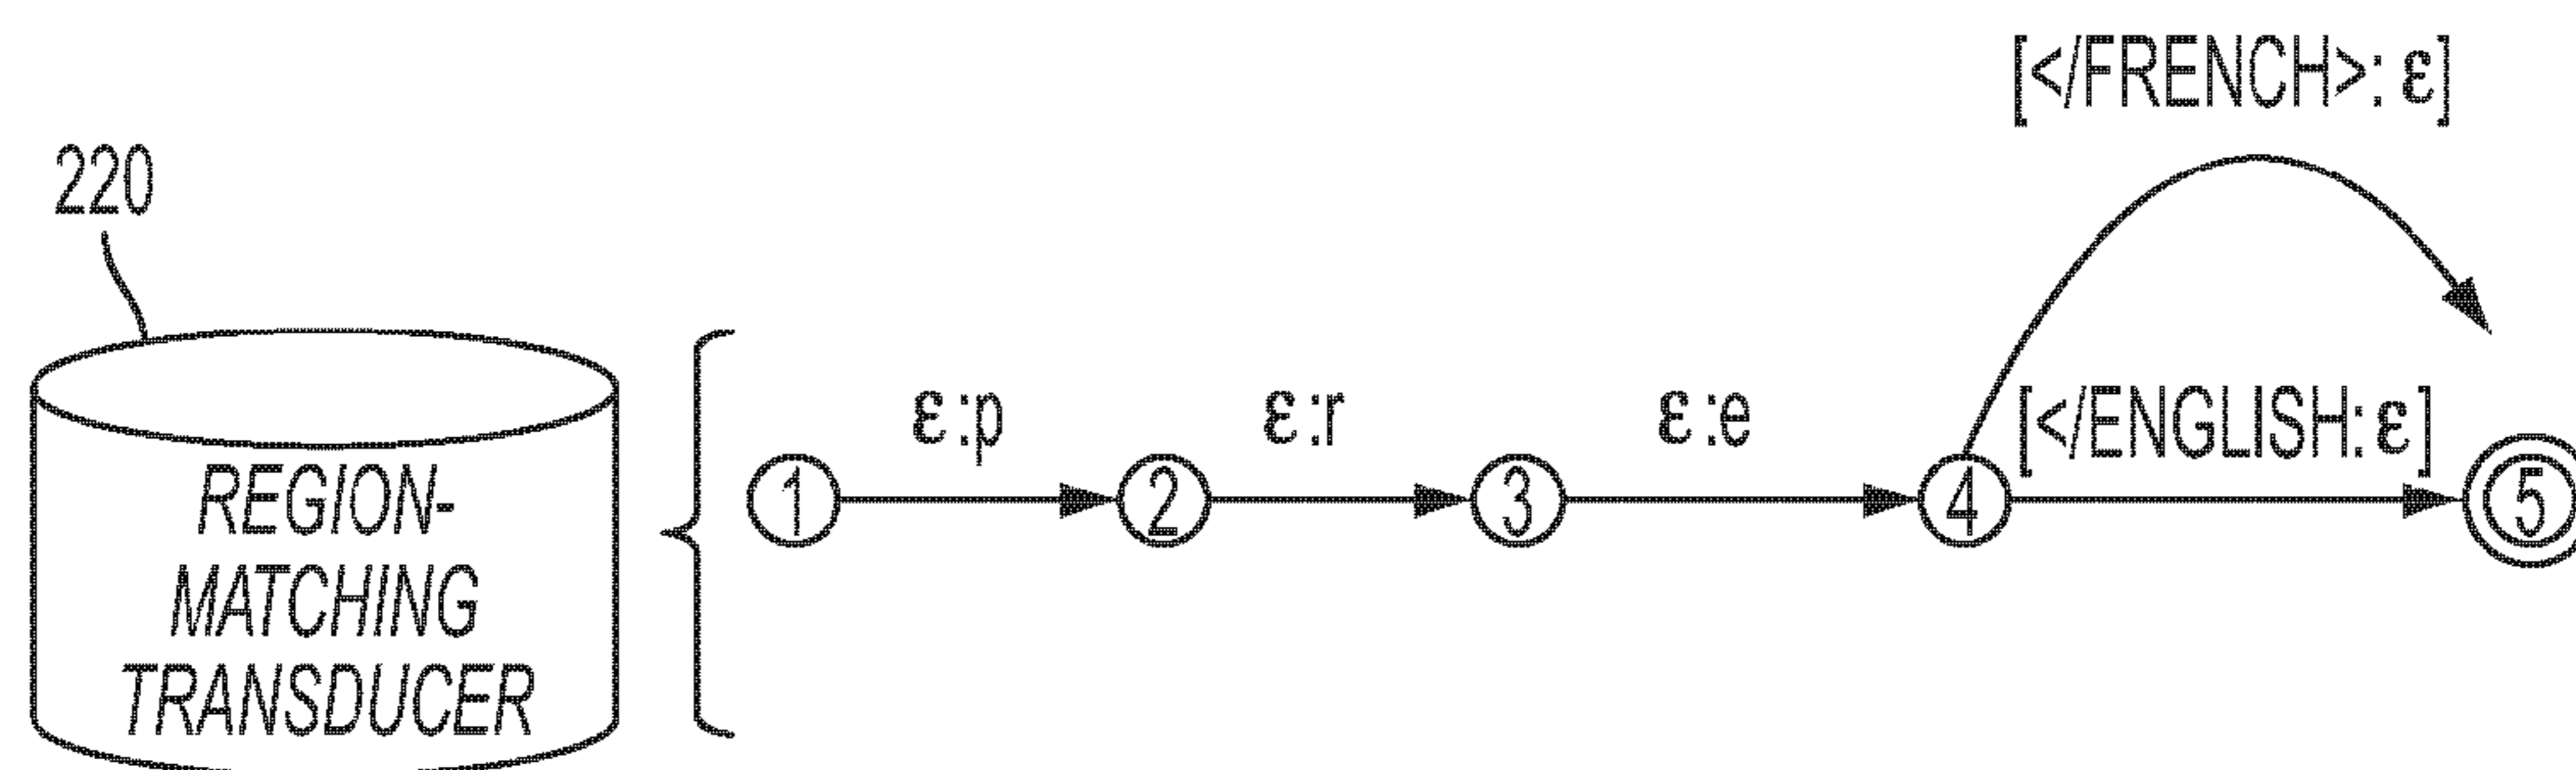 [</FRENCH>: ε]
220
ε :p
ε :r
ε :e
[</ENGLISH: ε]
1
2
3
4
5
REGION-
MATCHING
TRANSDUCER